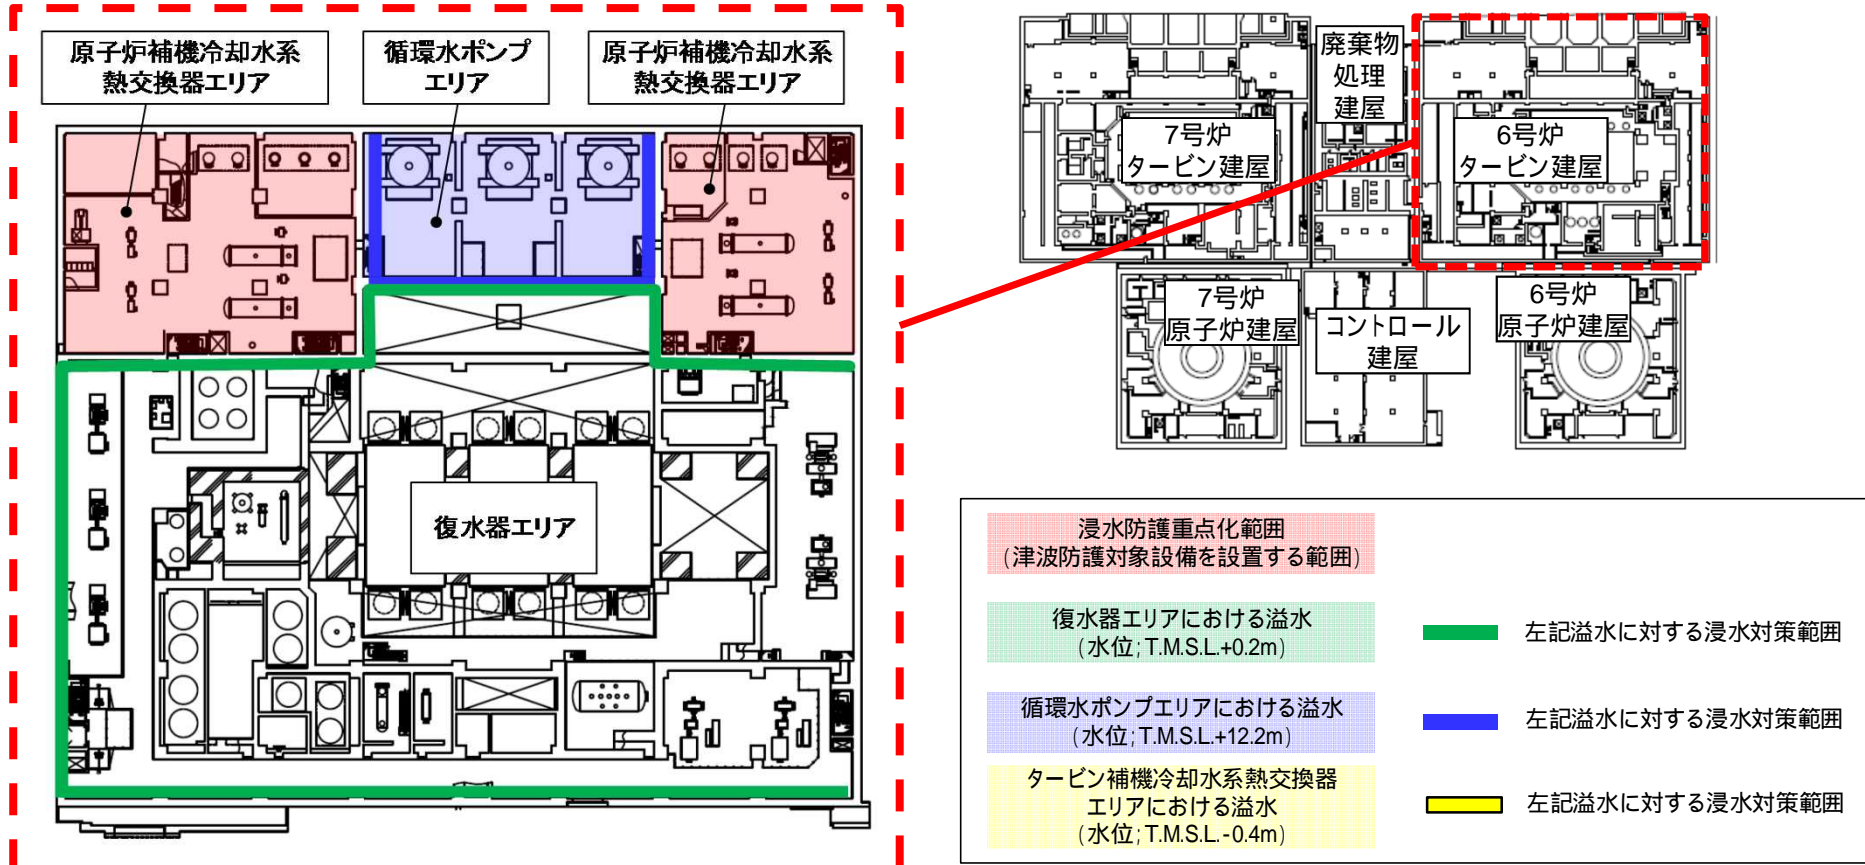 原子炉補機冷却水系
熱交換器エリア
循環水ポンプ
エリア
原子炉補機冷却水系
熱交換器エリア
復水器エリア
廃棄物
処理
建屋
7号炉
タービン建屋
6号炉
タービン建屋
7号炉
原子炉建屋
コントロール
建屋
6号炉
原子炉建屋
浸水防護重点化範囲
(津波防護対象設備を設置する範囲)
復水器エリアにおける溢水
(水位;T.M.S.L.+0.2m)
左記溢水に対する浸水対策範囲
循環水ポンプエリアにおける溢水
(水位;T.M.S.L.+12.2m)
左記溢水に対する浸水対策範囲
タービン補機冷却水系熱交換器
エリアにおける溢水
(水位;T.M.S.L.-0.4m)
左記溢水に対する浸水対策範囲